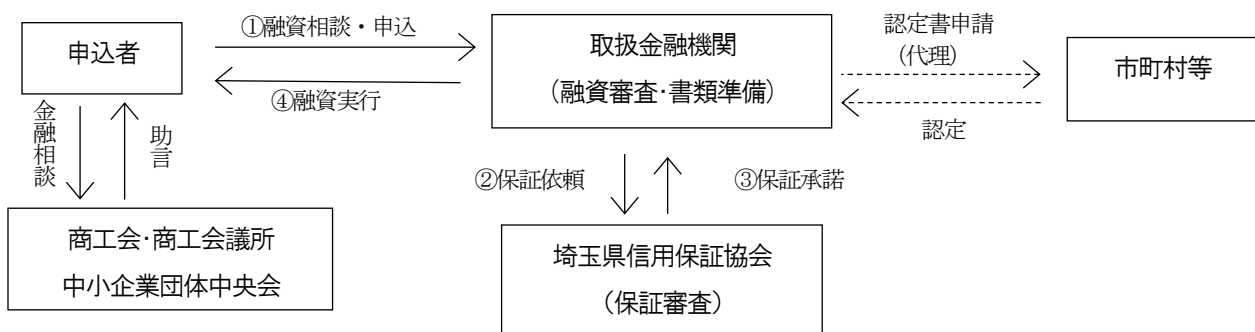 申込者
①融資相談・申込
④融資実行
取扱金融機関
(融資審査・書類準備)
認定書申請
(代理)
認定
市町村等
金融相談
助言
②保証依頼
③保証承諾
商工会・商工会議所
中小企業団体中央会
埼玉県信用保証協会
(保証審査)